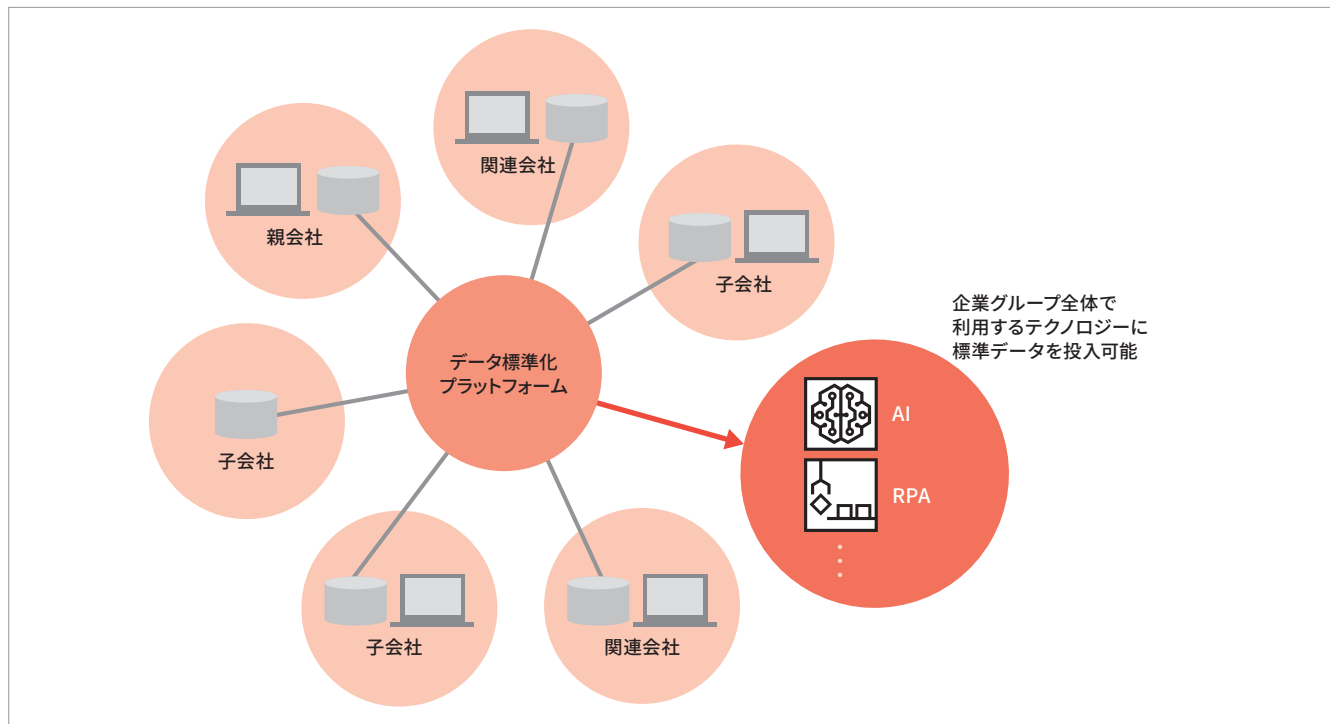 関連会社
親会社
子会社
企業グループ全体で
利用するテクノロジーに
標準データを投入可能
データ標準化
プラットフォーム
AI
子会社
RPA
子会社
関連会社